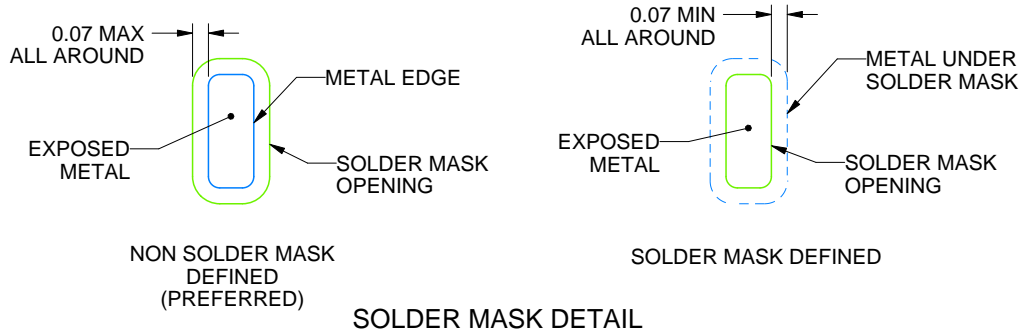 0.07 MAX
ALL AROUND
METAL EDGE
EXPOSED
METAL
SOLDER MASK
OPENING
NON SOLDER MASK
DEFINED
(PREFERRED)
0.07 MIN
ALL AROUND
METAL UNDER
SOLDER MASK
EXPOSED
METAL
SOLDER MASK
OPENING
SOLDER MASK DEFINED
SOLDER MASK DETAIL